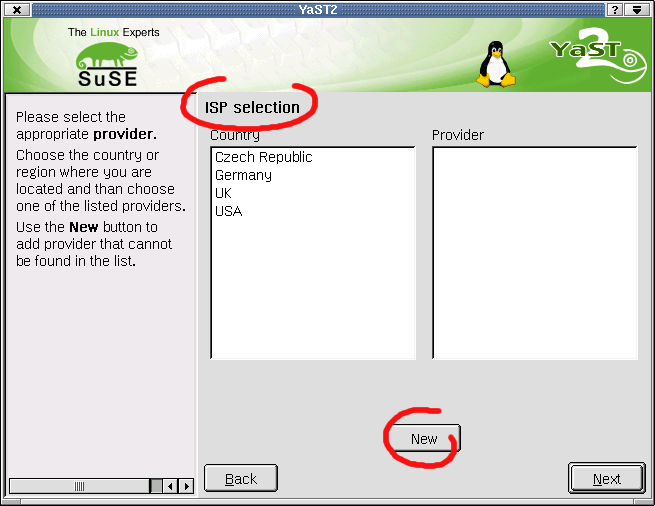 YaST2
?
The Linux Experts
SuSE
YaST
2
Please select the
appropriate provider.
Choose the country or
region where you are
located and than choose
one of the listed providers.
Use the New button to
add provider that cannot
be found in the list.
ISP selection
Country
Provider
Czech Republic
Germany
UK
USA
New
Back
Next